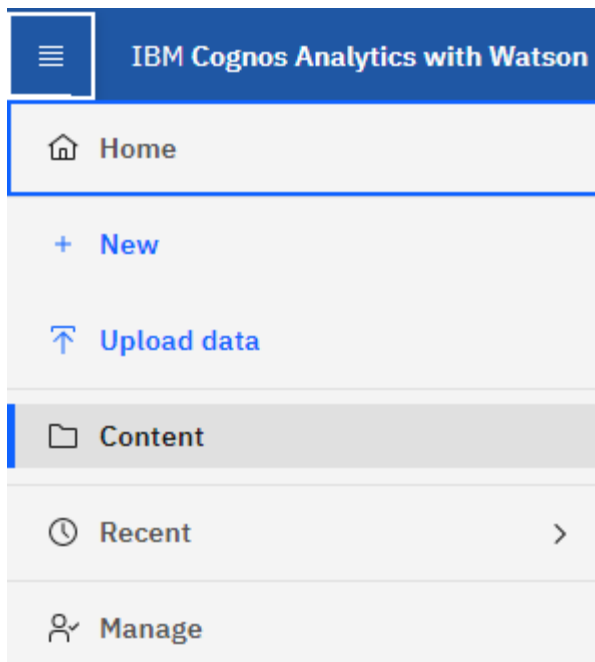 IBM Cognos Analytics with Watson
Home
New
Upload data
Content
Recent
Manage